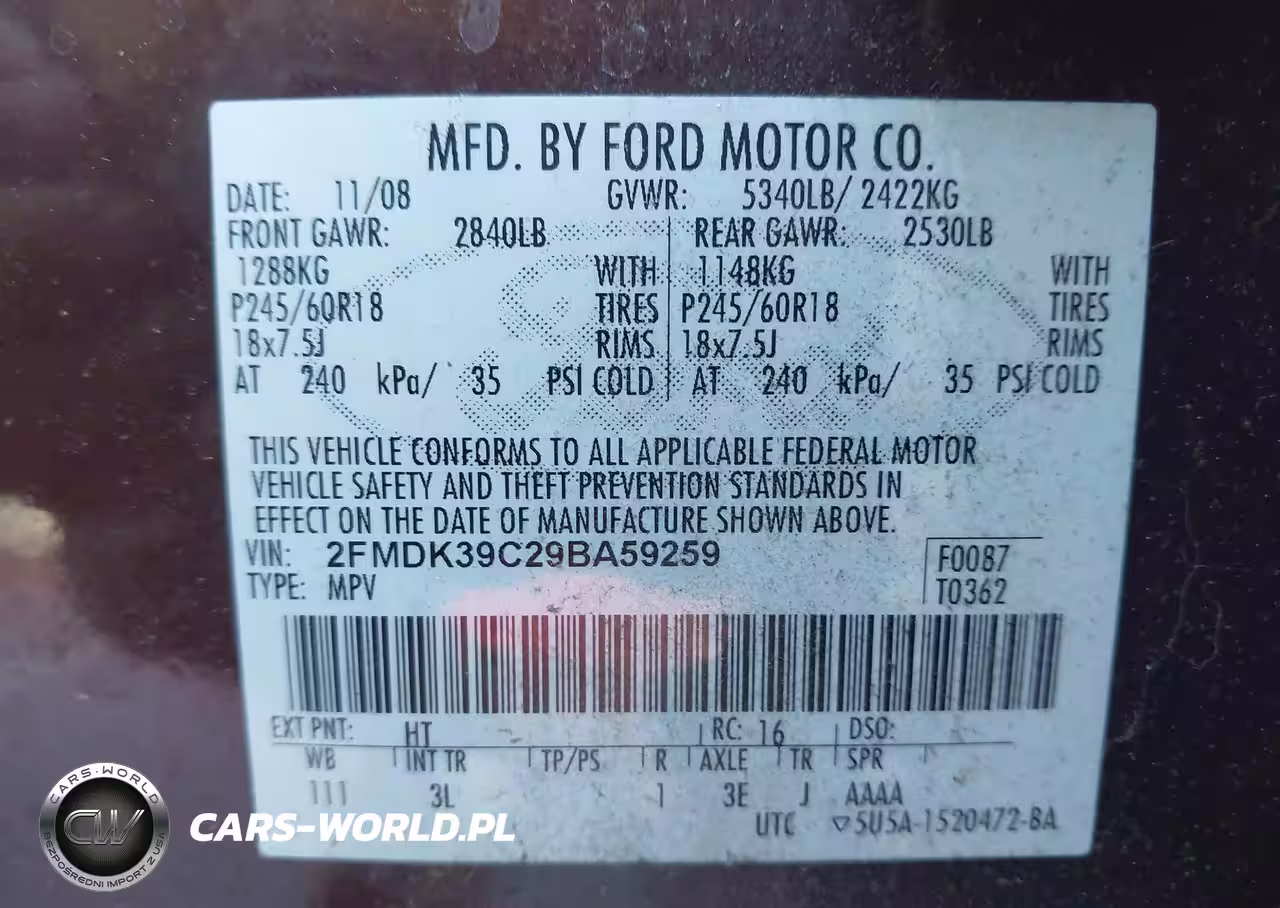 MFD. BY FORD MOTOR CO.
DATE: 11/08 GVWR: 5340LB/ 2422KG
FRONT GAWR: 2840LB REAR GAWR: 2530LB
1288KG WITH 1148KG WITH
P245/60R18 TIRES P245/60R18 TIRES
18x7.5J RIMS 18x7.5J RIMS
AT 240 kPa/ 35 PSI COLD AT 240 kPa/ 35 PSI COLD
THIS VEHICLE CONFORMS TO ALL APPLICABLE FEDERAL MOTOR
VEHICLE SAFETY AND THEFT PREVENTION STANDARDS IN
EFFECT ON THE DATE OF MANUFACTURE SHOWN ABOVE.
VIN: 2FMDK39C29BA59259 F0087
TYPE: MPV T0362
EXT PNT: HT RC: 16 DSO:
WB INT TR TP/PS R AXLE TR SPR
111 3L 1 3E J AAAA
UTC 5U5A-1520472-BA
CARS-WORLD
CW
BEZPOŚREDNI IMPORT Z USA
CARS-WORLD.PL